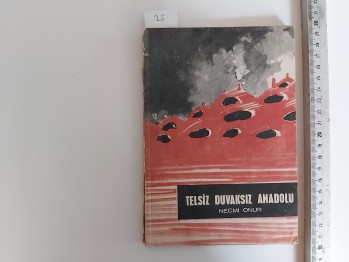 25
TELSİZ DUVAKSIZ ANADOLU
NECMİ ONUR